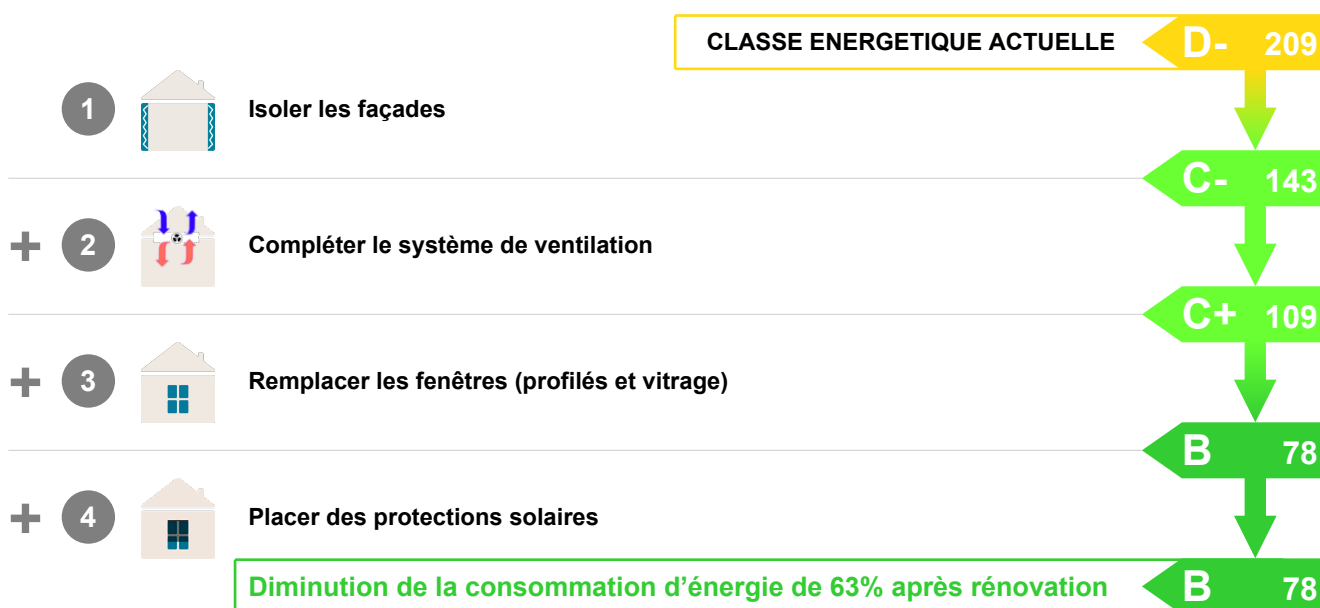 CLASSE ENERGETIQUE ACTUELLE D- 209
1 Isoler les façades
C- 143
+ 2 Compléter le système de ventilation
C+ 109
+ 3 Remplacer les fenêtres (profilés et vitrage)
B 78
+ 4 Placer des protections solaires
Diminution de la consommation d'énergie de 63% après rénovation B 78